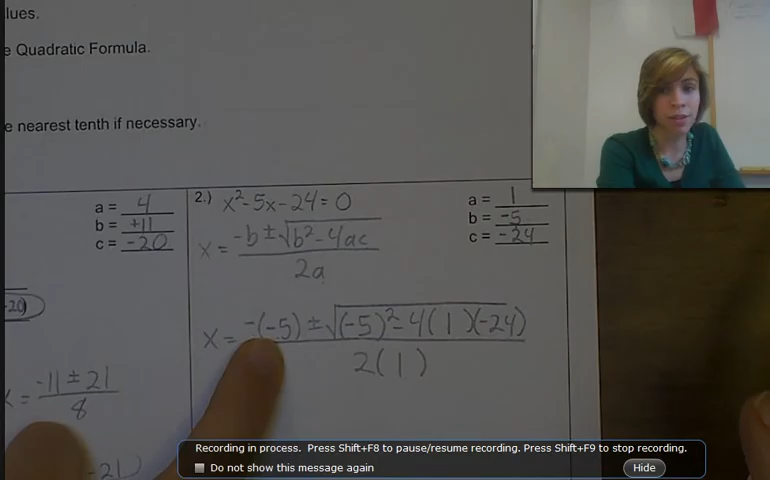 lues.
e Quadratic Formula.
e nearest tenth if necessary.
a = 4
b = +11
c = -20
-20)
x = -11 ± 21 / 8
-21)
2.) x² - 5x - 24 = 0
a = 1
b = -5
c = -24
x = -b ± √b² - 4ac / 2a
x = -(-5) ± √(-5)² - 4(1)(-24) / 2(1)
Recording in process. Press Shift+F8 to pause/resume recording. Press Shift+F9 to stop recording.
Do not show this message again
Hide